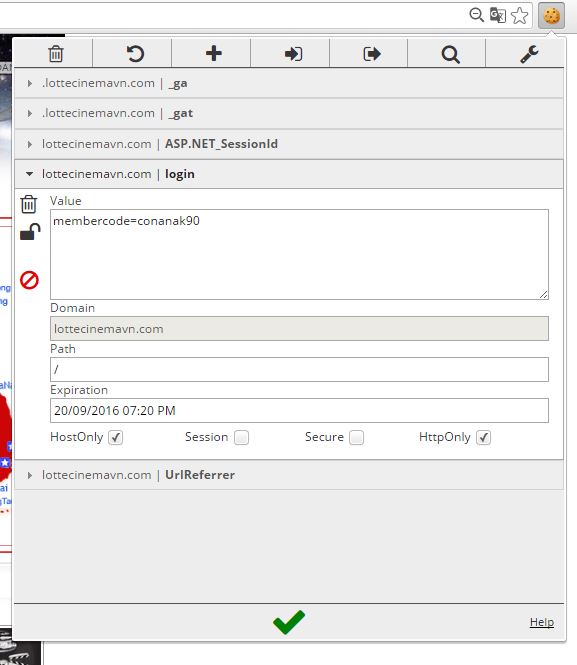 .lottecinemavn.com | _ga
.lottecinemavn.com | _gat
lottecinemavn.com | ASP.NET_SessionId
lottecinemavn.com | login
Value
membercode=conanak90
Domain
lottecinemavn.com
Path
/
Expiration
20/09/2016 07:20 PM
HostOnly Session Secure HttpOnly
lottecinemavn.com | UrlReferrer
Help